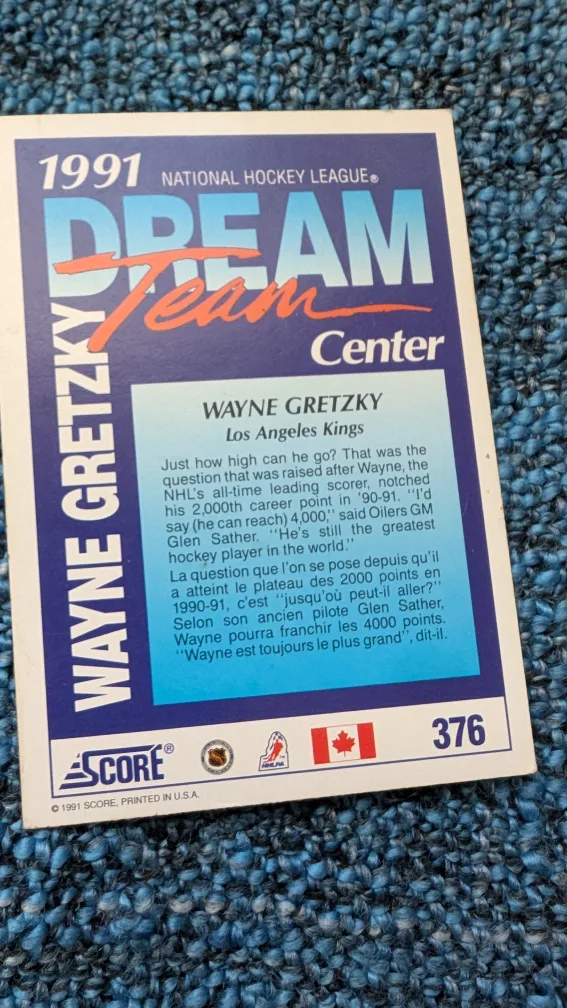 1991 NATIONAL HOCKEY LEAGUE®
DREAM
Team
Center
WAYNE GRETZKY
WAYNE GRETZKY
Los Angeles Kings
Just how high can he go? That was the
question that was raised after Wayne, the
NHL's all-time leading scorer, notched
his 2,000th career point in '90-91. "I'd
say (he can reach) 4,000," said Oilers GM
Glen Sather. "He's still the greatest
hockey player in the world."
La question que l'on se pose depuis qu'il
a atteint le plateau des 2000 points en
1990-91, c'est "jusqu'où peut-il aller?"
Selon son ancien pilote Glen Sather,
Wayne pourra franchir les 4000 points.
"Wayne est toujours le plus grand", dit-il.
SCORE®
NHLPA
376
© 1991 SCORE, PRINTED IN U.S.A.